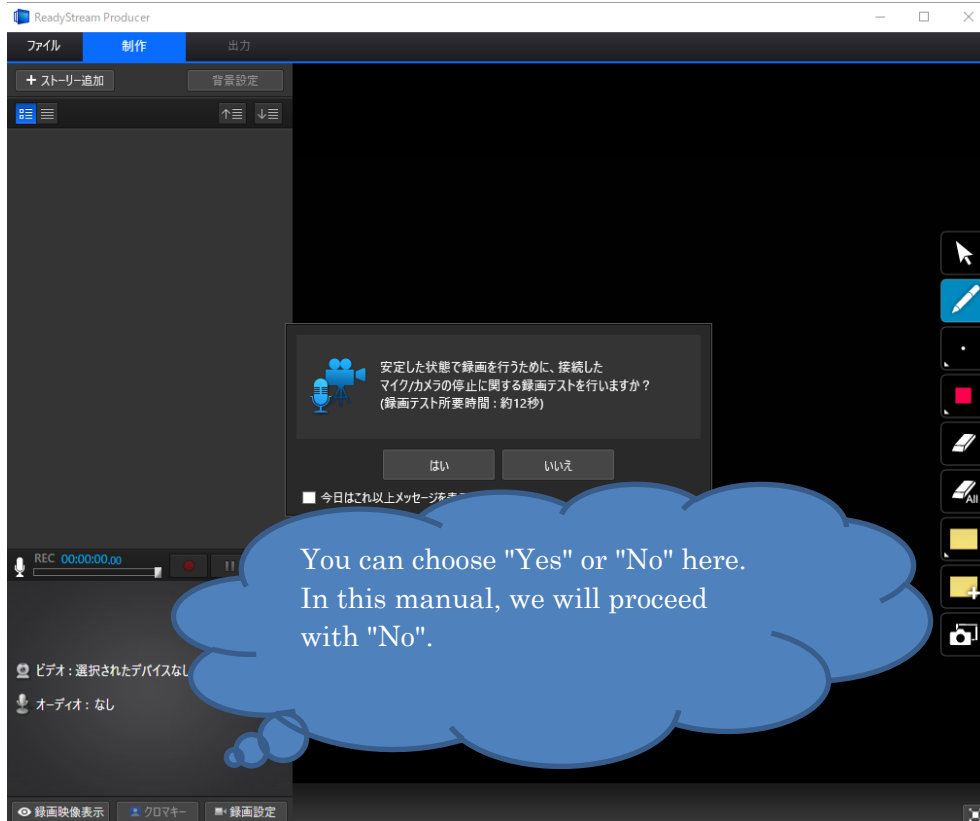 ReadyStream Producer
ファイル 制作 出力
+ ストーリー追加 背景設定
安定した状態で録画を行うために、接続した
マイク/カメラの停止に関する録画テストを行いますか?
(録画テスト所要時間 : 約12秒)
はい いいえ
今日はこれ以上メッセージを表示
You can choose "Yes" or "No" here.
In this manual, we will proceed
with "No".
REC 00:00:00.00
ビデオ : 選択されたデバイスなし
オーディオ : なし
録画映像表示 クロマキー 録画設定
All